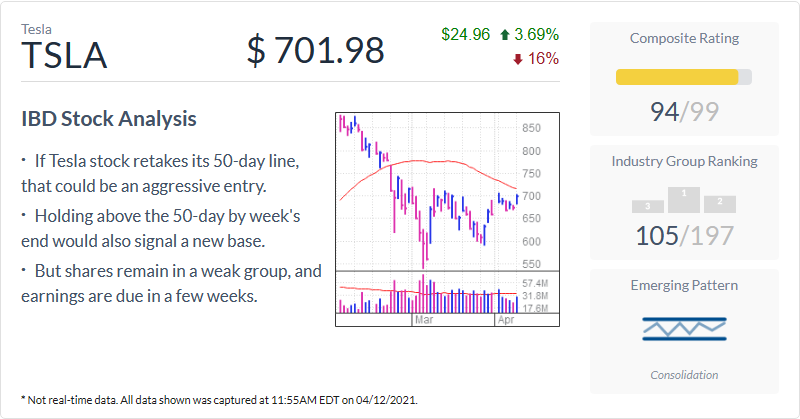 Tesla
TSLA
$ 701.98
$24.96 3.69%
16%
IBD Stock Analysis
· If Tesla stock retakes its 50-day line,
that could be an aggressive entry.
· Holding above the 50-day by week's
end would also signal a new base.
· But shares remain in a weak group, and
earnings are due in a few weeks.
850
800
750
700
650
600
550
57.4M
31.8M
17.6M
Mar
Apr
Composite Rating
94/99
Industry Group Ranking
3
1
2
105/197
Emerging Pattern
Consolidation
* Not real-time data. All data shown was captured at 11:55AM EDT on 04/12/2021.